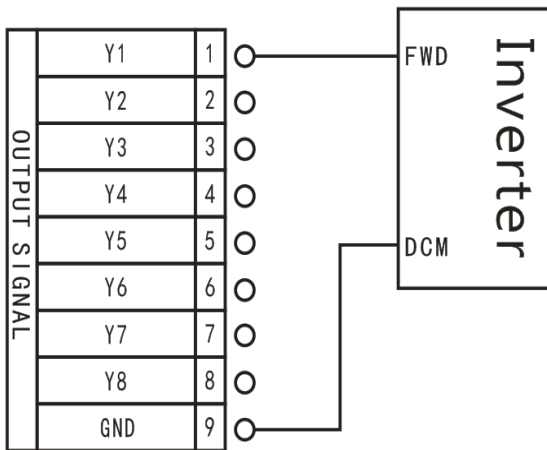 OUTPUT SIGNAL
Y1 1
Y2 2
Y3 3
Y4 4
Y5 5
Y6 6
Y7 7
Y8 8
GND 9
FWD
DCM
Inverter